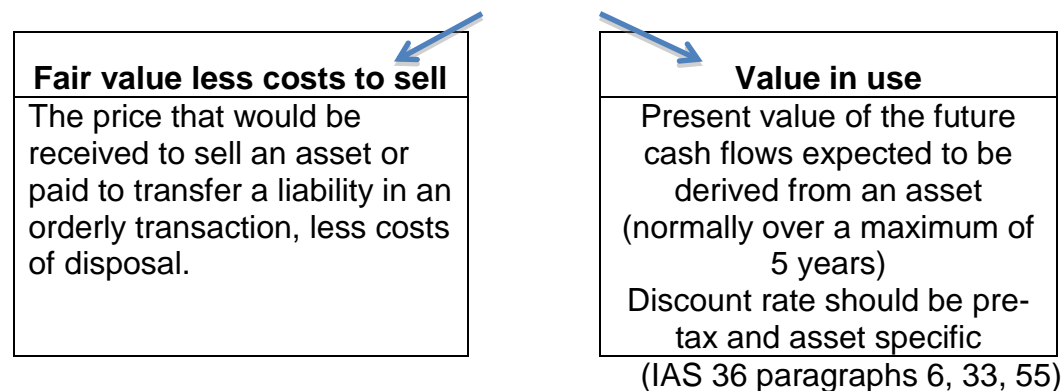 Fair value less costs to sell
The price that would be
received to sell an asset or
paid to transfer a liability in an
orderly transaction, less costs
of disposal.
Value in use
Present value of the future
cash flows expected to be
derived from an asset
(normally over a maximum of
5 years)
Discount rate should be pre-
tax and asset specific
(IAS 36 paragraphs 6, 33, 55)